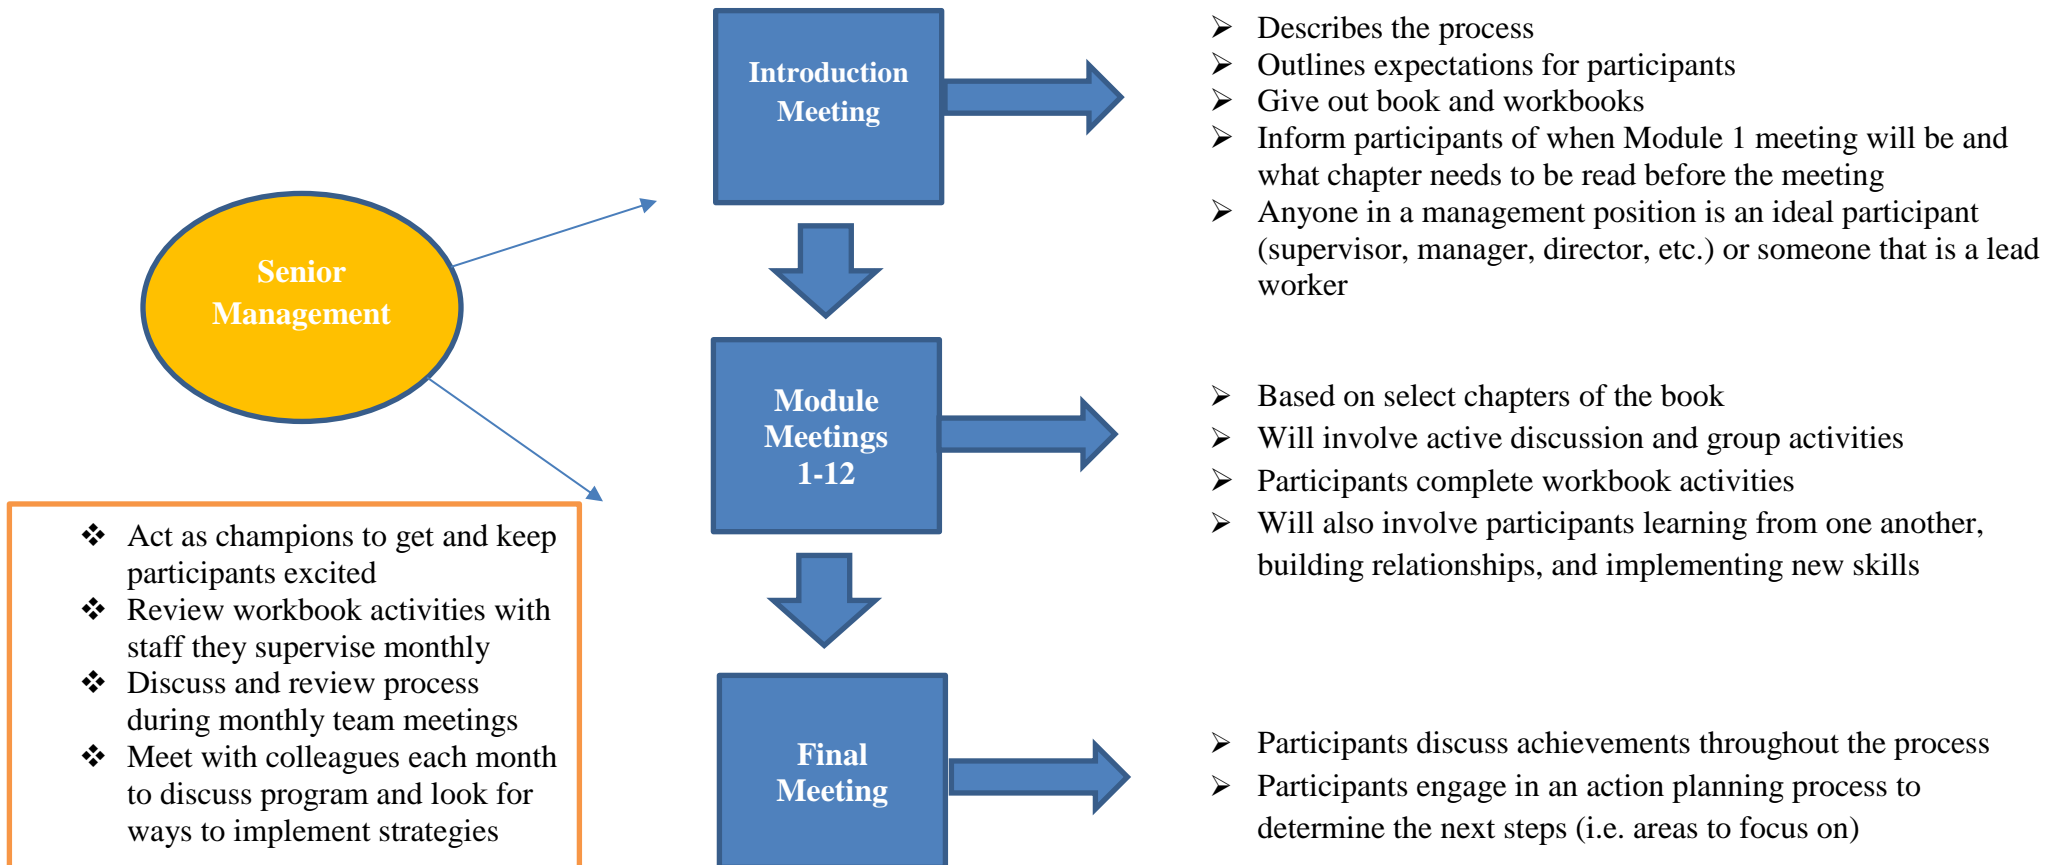 Introduction
Meeting
➢ Describes the process
➢ Outlines expectations for participants
➢ Give out book and workbooks
➢ Inform participants of when Module 1 meeting will be and
what chapter needs to be read before the meeting
➢ Anyone in a management position is an ideal participant
(supervisor, manager, director, etc.) or someone that is a lead
worker
Senior
Management
Module
Meetings
1-12
➢ Based on select chapters of the book
➢ Will involve active discussion and group activities
➢ Participants complete workbook activities
➢ Will also involve participants learning from one another,
building relationships, and implementing new skills
❖ Act as champions to get and keep
participants excited
❖ Review workbook activities with
staff they supervise monthly
❖ Discuss and review process
during monthly team meetings
❖ Meet with colleagues each month
to discuss program and look for
ways to implement strategies
Final
Meeting
➢ Participants discuss achievements throughout the process
➢ Participants engage in an action planning process to
determine the next steps (i.e. areas to focus on)